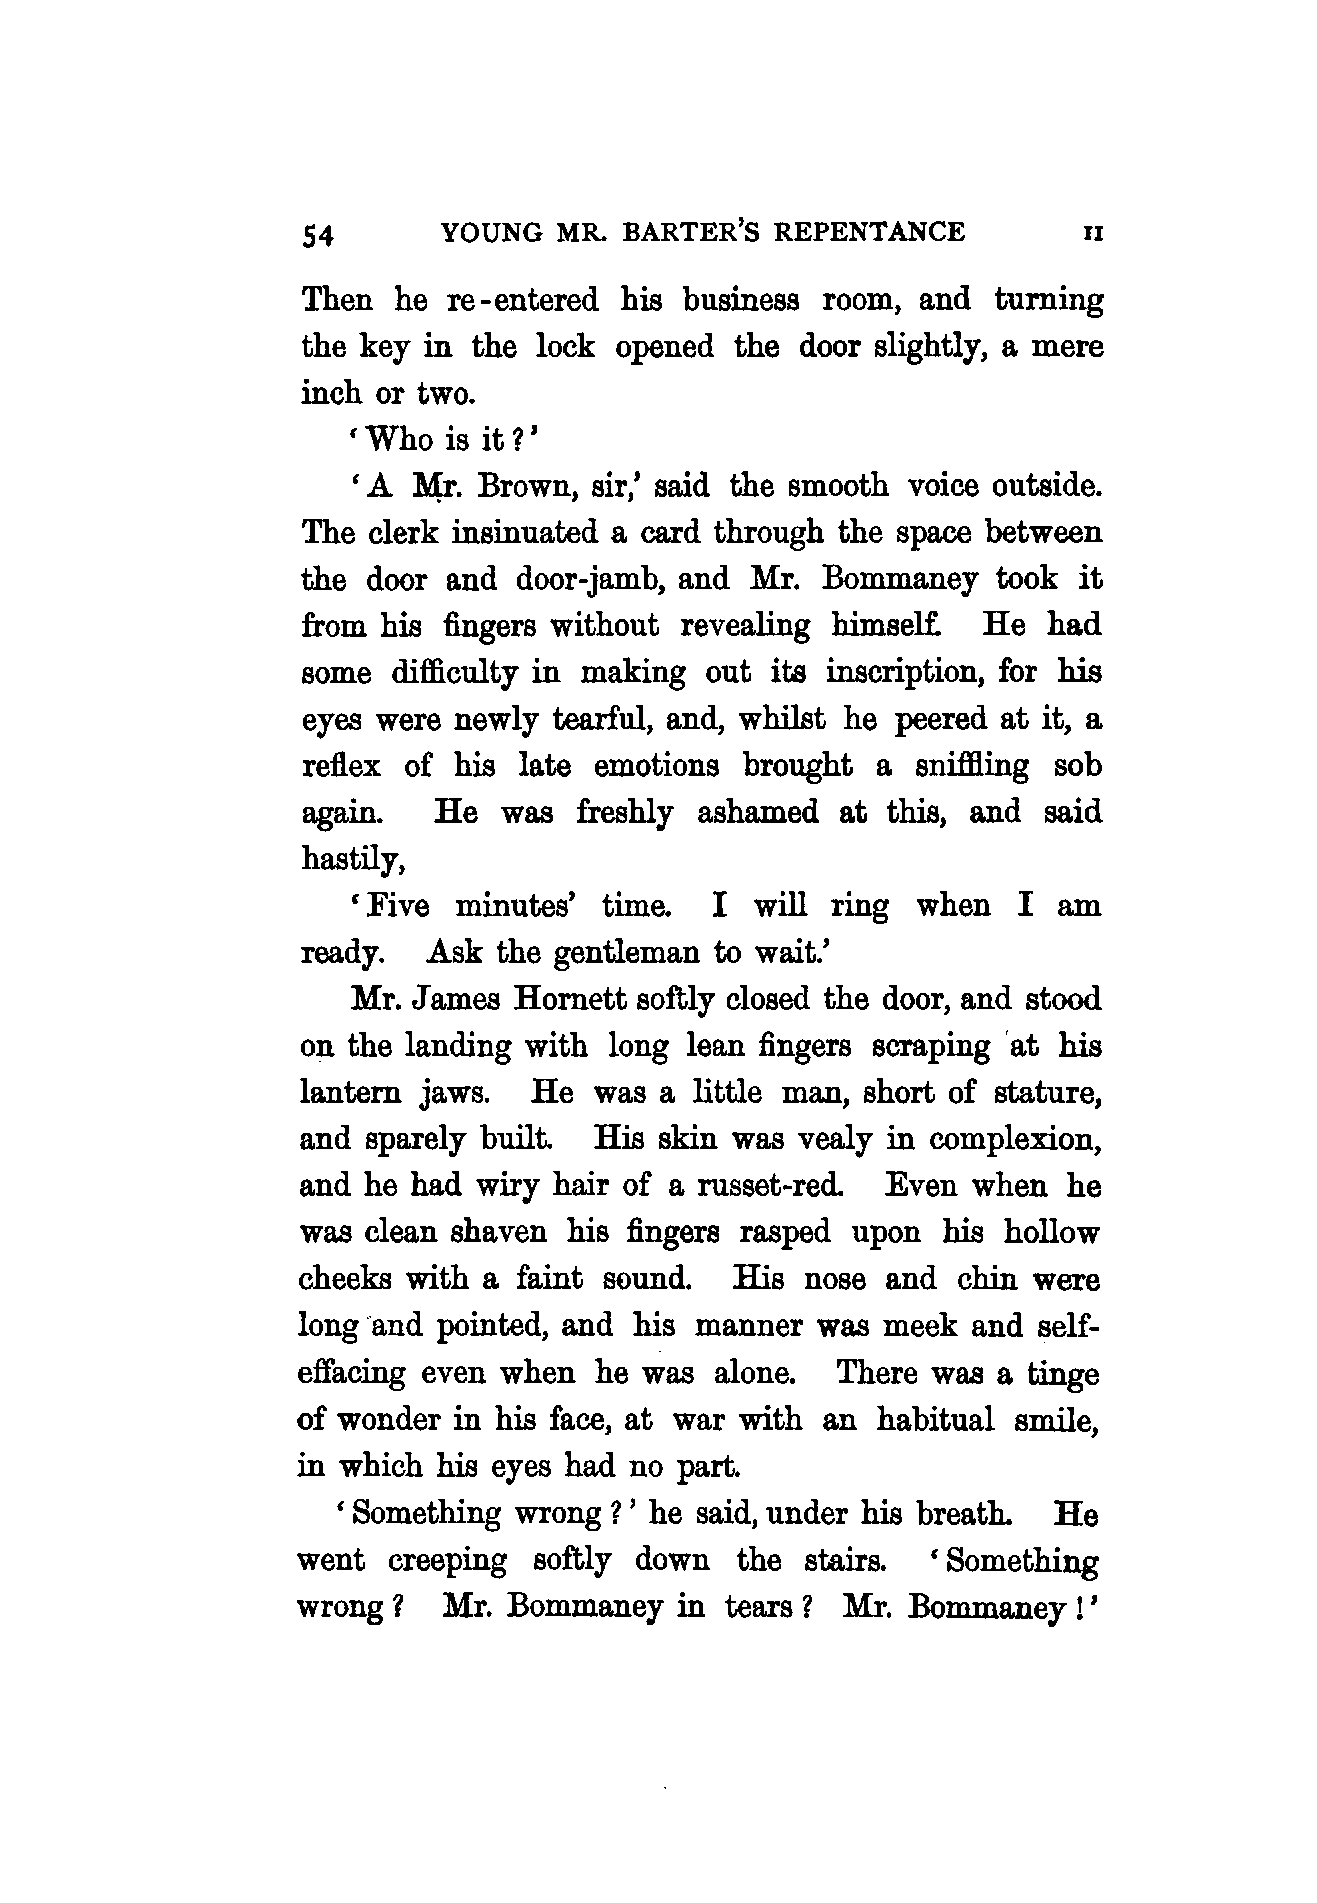 54 YOUNG MR. BARTER'S REPENTANCE II
Then he re-entered his business room, and turning
the key in the lock opened the door slightly, a mere
inch or two.
‘Who is it?’
‘A Mr. Brown, sir,’ said the smooth voice outside.
The clerk insinuated a card through the space between
the door and door-jamb, and Mr. Bommaney took it
from his fingers without revealing himself. He had
some difficulty in making out its inscription, for his
eyes were newly tearful, and, whilst he peered at it, a
reflex of his late emotions brought a sniffling sob
again. He was freshly ashamed at this, and said
hastily,
‘Five minutes’ time. I will ring when I am
ready. Ask the gentleman to wait.’
Mr. James Hornett softly closed the door, and stood
on the landing with long lean fingers scraping at his
lantern jaws. He was a little man, short of stature,
and sparely built. His skin was vealy in complexion,
and he had wiry hair of a russet-red. Even when he
was clean shaven his fingers rasped upon his hollow
cheeks with a faint sound. His nose and chin were
long and pointed, and his manner was meek and self-
effacing even when he was alone. There was a tinge
of wonder in his face, at war with an habitual smile,
in which his eyes had no part.
‘Something wrong?’ he said, under his breath. He
went creeping softly down the stairs. ‘Something
wrong? Mr. Bommaney in tears? Mr. Bommaney!’